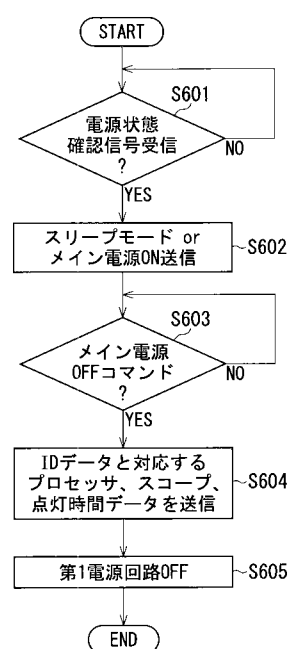 START
S601
電源状態
確認信号受信
?
NO
YES
スリープモード or
メイン電源ON送信
S602
S603
メイン電源
OFFコマンド
?
NO
YES
IDデータと対応する
プロセッサ、スコープ、
点灯時間データを送信
S604
第1電源回路OFF
S605
END